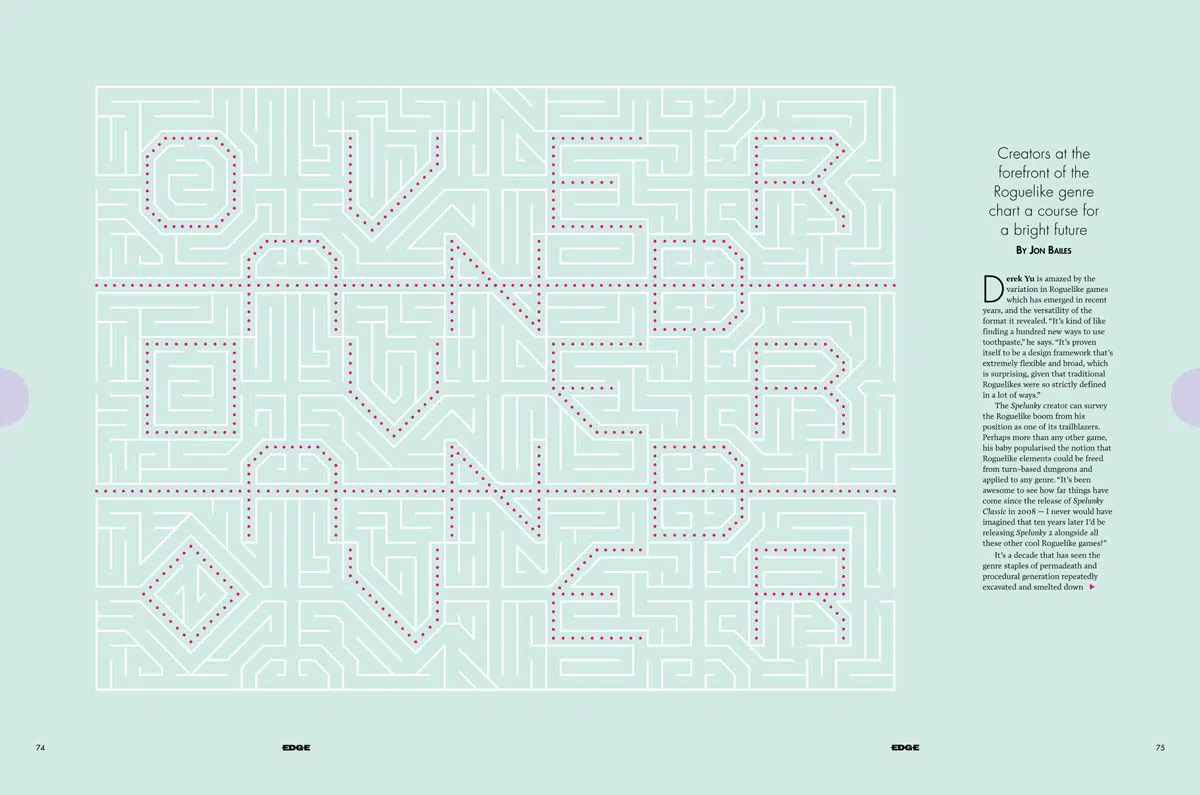 OVER
AND
OVER
AND
OVER
Creators at the
forefront of the
Roguelike genre
chart a course for
a bright future
BY JON BAILES
Derek Yu is amazed by the
variation in Roguelike games
which has emerged in recent
years, and the versatility of the
format it revealed. “It’s kind of like
finding a hundred new ways to use
toothpaste,” he says. “It’s proven
itself to be a design framework that’s
extremely flexible and broad, which
is surprising, given that traditional
Roguelikes were so strictly defined
in a lot of ways.”
The Spelunky creator can survey
the Roguelike boom from his
position as one of its trailblazers.
Perhaps more than any other game,
his baby popularised the notion that
Roguelike elements could be freed
from turn-based dungeons and
applied to any genre. “It’s been
awesome to see how far things have
come since the release of Spelunky
Classic in 2008 — I never would have
imagined that ten years later I’d be
releasing Spelunky 2 alongside all
these other cool Roguelike games!”
It’s a decade that has seen the
genre staples of permadeath and
procedural generation repeatedly
excavated and smelted down
74
EDGE
EDGE
75